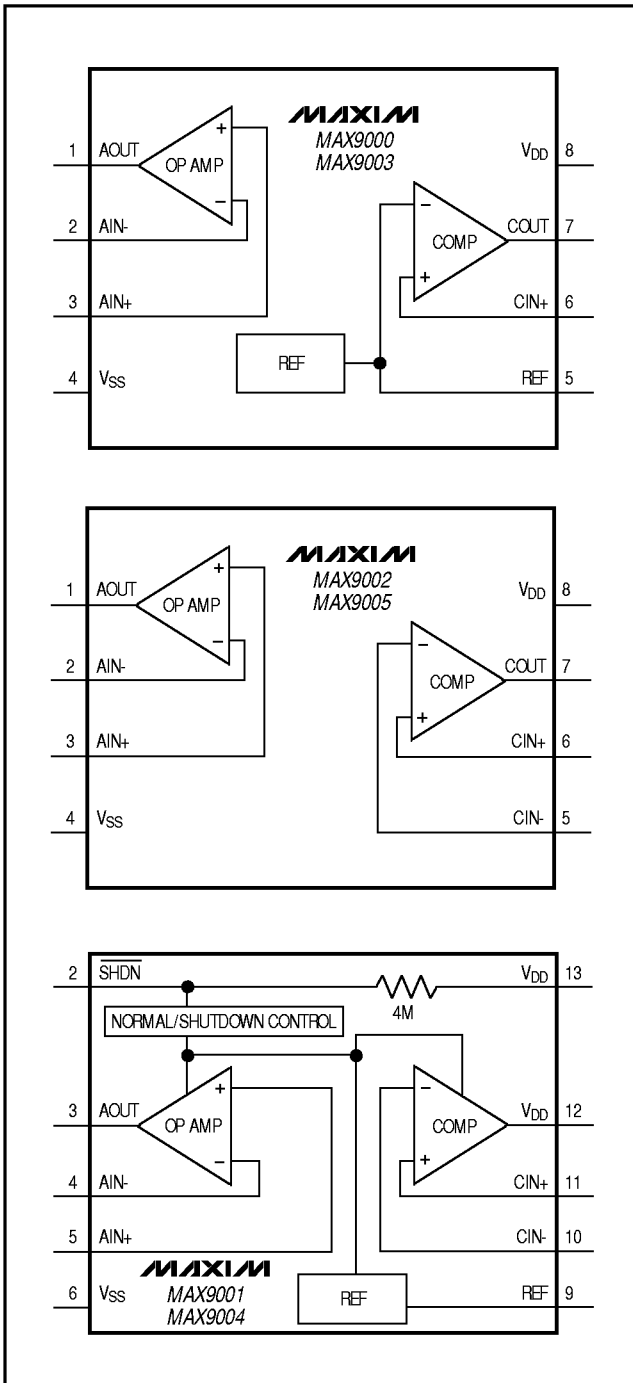 MAXIM
MAX9000
MAX9003
1 AOUT
OP AMP
+
−
2 AIN-
3 AIN+
4 VSS
VDD 8
COUT 7
COMP
−
+
CIN+ 6
REF
REF 5
MAXIM
MAX9002
MAX9005
1 AOUT
OP AMP
+
−
2 AIN-
3 AIN+
4 VSS
VDD 8
COUT 7
COMP
−
+
CIN+ 6
CIN- 5
2 SHDN
4M
VDD 13
NORMAL/SHUTDOWN CONTROL
3 AOUT
OP AMP
+
−
4 AIN-
5 AIN+
6 VSS
COMP
−
+
VDD 12
CIN+ 11
CIN- 10
MAXIM
MAX9001
MAX9004
REF
REF 9